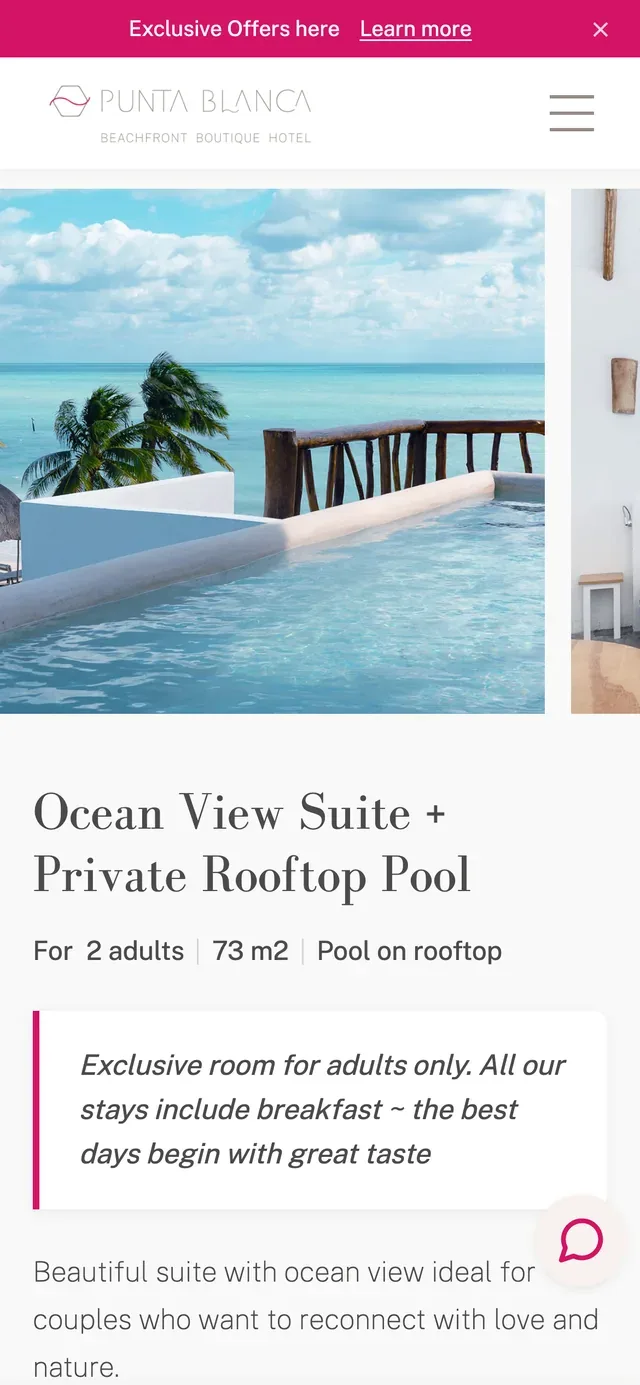 Exclusive Offers here Learn more
PUNTA BLANCA
BEACHFRONT BOUTIQUE HOTEL
Ocean View Suite +
Private Rooftop Pool
For 2 adults | 73 m2 | Pool on rooftop
Exclusive room for adults only. All our
stays include breakfast ~ the best
days begin with great taste
Beautiful suite with ocean view ideal for
couples who want to reconnect with love and
nature.